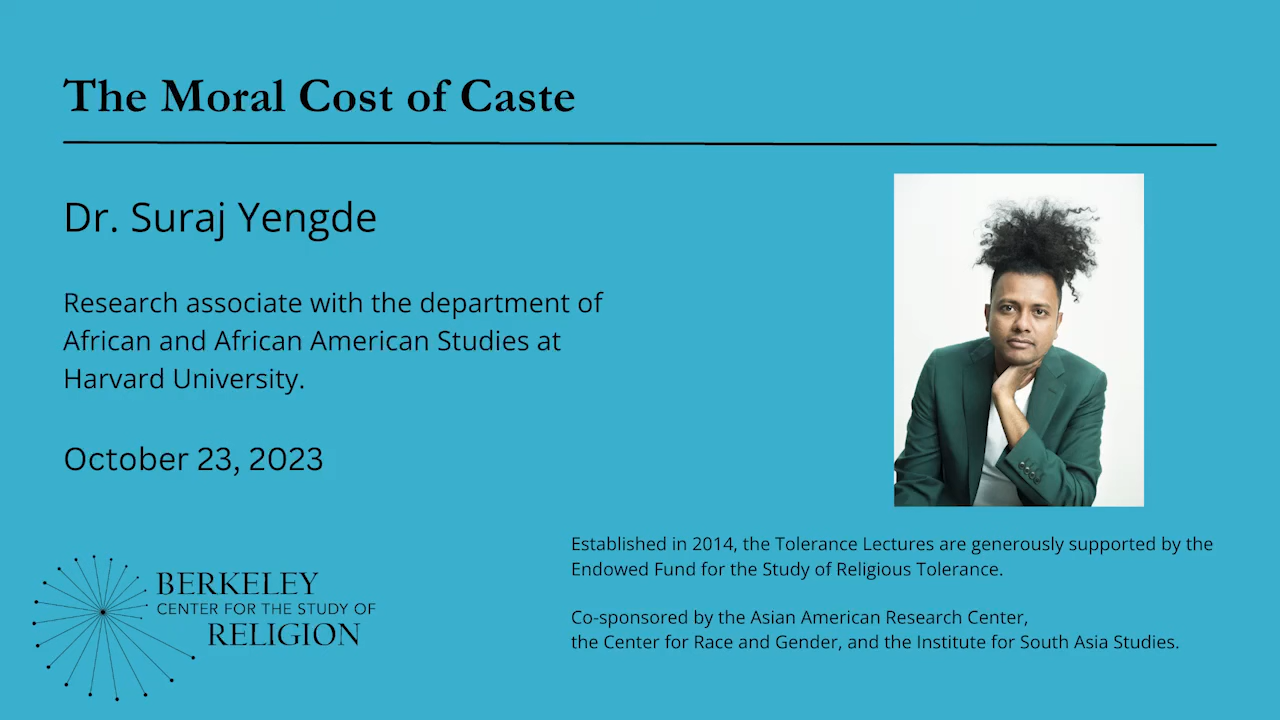 The Moral Cost of Caste
Dr. Suraj Yengde
Research associate with the department of
African and African American Studies at
Harvard University.
October 23, 2023
Established in 2014, the Tolerance Lectures are generously supported by the
Endowed Fund for the Study of Religious Tolerance.
Co-sponsored by the Asian American Research Center,
the Center for Race and Gender, and the Institute for South Asia Studies.
BERKELEY
CENTER FOR THE STUDY OF
RELIGION